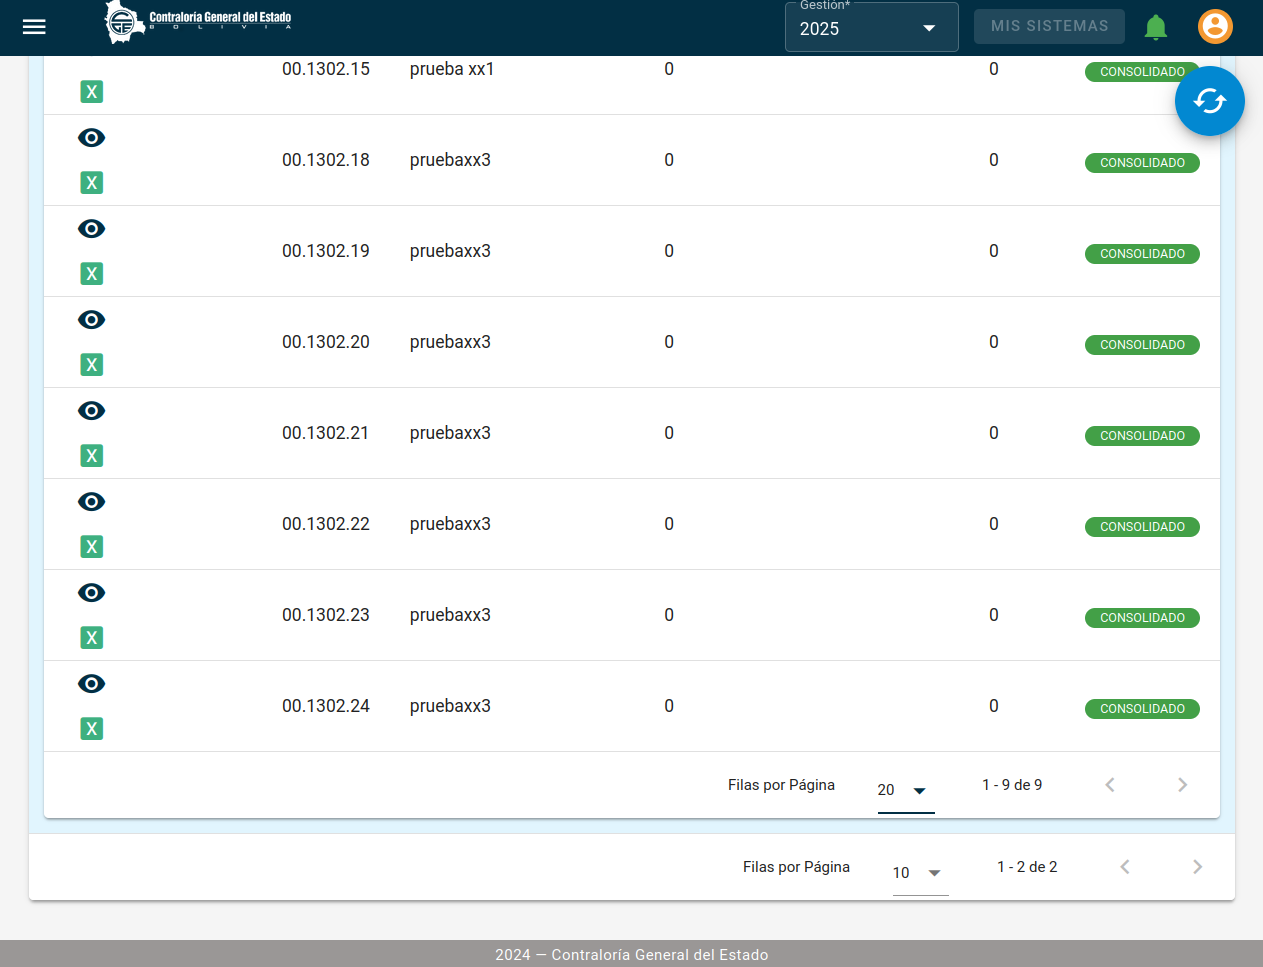 Contraloría General del Estado
BOLIVIA
Gestión*
2025
MIS SISTEMAS
00.1302.15 prueba xx1 0 0 CONSOLIDADO
X
00.1302.18 pruebaxx3 0 0 CONSOLIDADO
X
00.1302.19 pruebaxx3 0 0 CONSOLIDADO
X
00.1302.20 pruebaxx3 0 0 CONSOLIDADO
X
00.1302.21 pruebaxx3 0 0 CONSOLIDADO
X
00.1302.22 pruebaxx3 0 0 CONSOLIDADO
X
00.1302.23 pruebaxx3 0 0 CONSOLIDADO
X
00.1302.24 pruebaxx3 0 0 CONSOLIDADO
X
Filas por Página 20 1 - 9 de 9
Filas por Página 10 1 - 2 de 2
2024 — Contraloría General del Estado